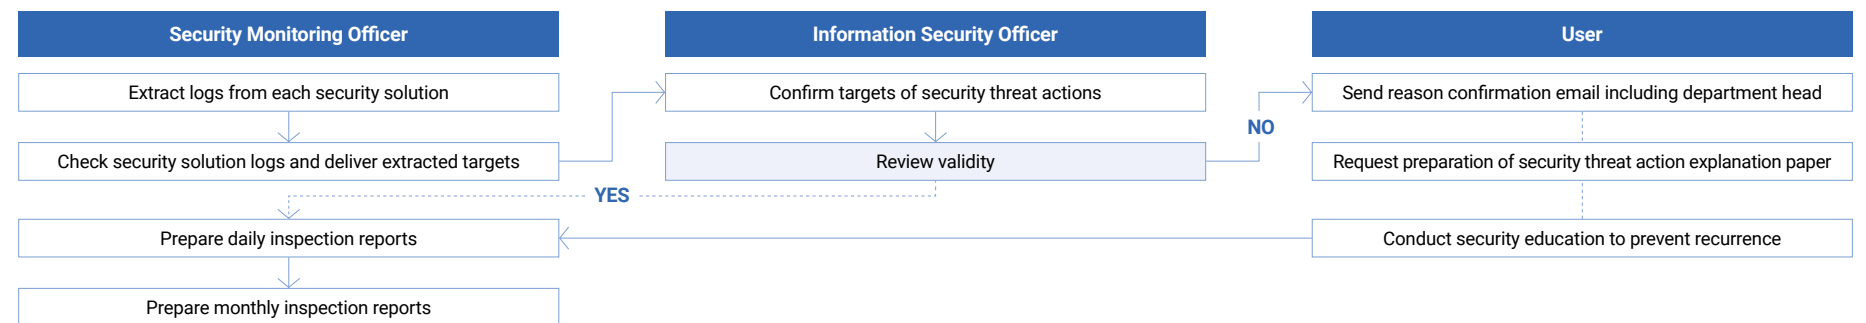 Security Monitoring Officer
Information Security Officer
User
Extract logs from each security solution
Confirm targets of security threat actions
Send reason confirmation email including department head
NO
Check security solution logs and deliver extracted targets
Review validity
Request preparation of security threat action explanation paper
YES
Prepare daily inspection reports
Conduct security education to prevent recurrence
Prepare monthly inspection reports